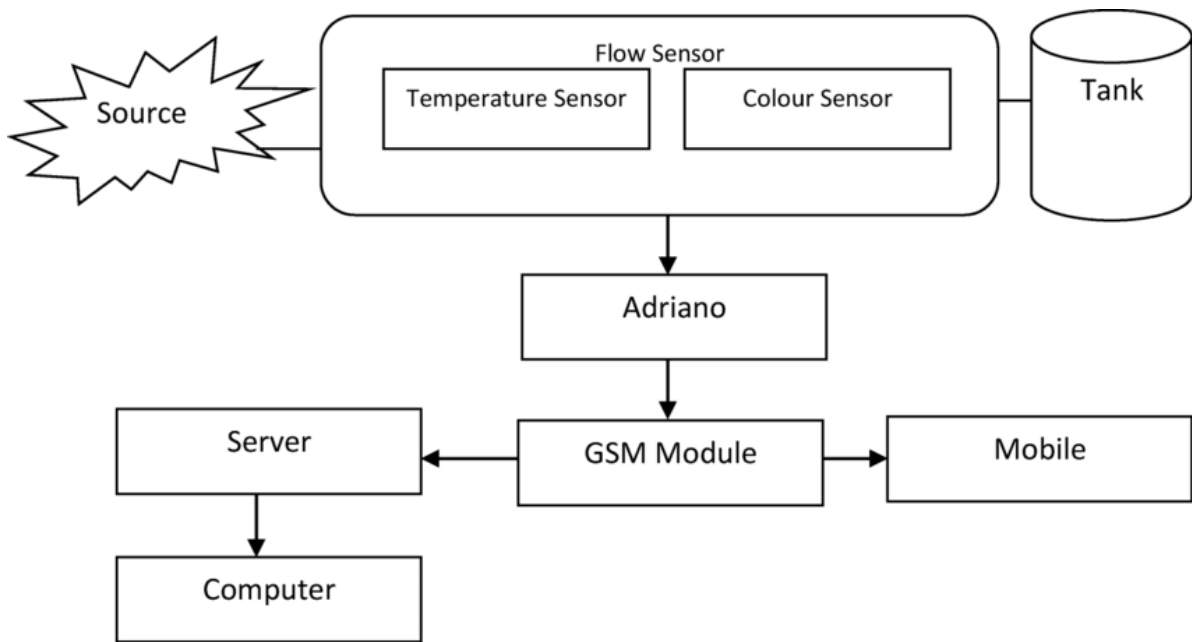 Flow Sensor
Source
Temperature Sensor
Colour Sensor
Tank
Adriano
Server
GSM Module
Mobile
Computer